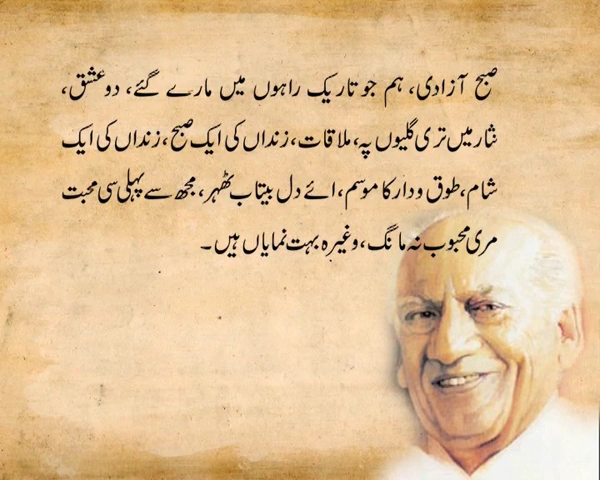 صبح آزادی، ہم جو تاریک راہوں میں مارے گئے، دو عشق،
نثار میں تری گلیوں پہ، ملاقات، زنداں کی ایک صبح، زنداں کی ایک
شام، طوق و دار کا موسم، ائے دل بیتاب ٹھہر، مجھ سے پہلی سی محبت
مری محبوب نہ مانگ، وغیرہ بہت نمایاں ہیں۔